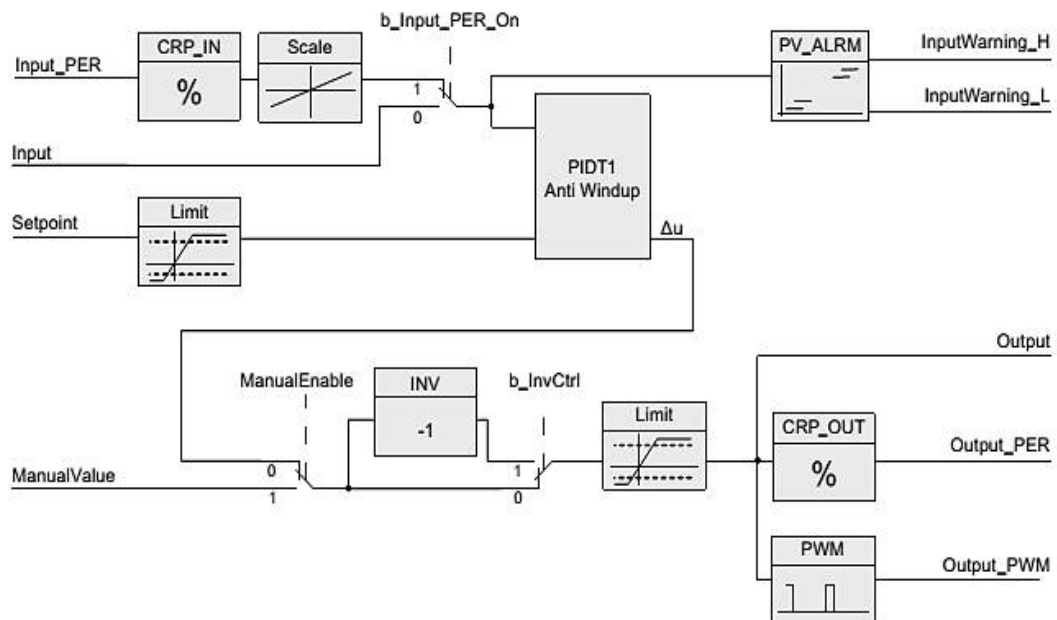 b_Input_PER_On
CRP_IN
Scale
PV_ALRM
InputWarning_H
Input_PER
%
1
InputWarning_L
0
Input
PIDT1
Anti Windup
Limit
Setpoint
Δu
Output
ManualEnable
INV
b_InvCtrl
Limit
CRP_OUT
-1
Output_PER
0
1
ManualValue
%
1
0
PWM
Output_PWM